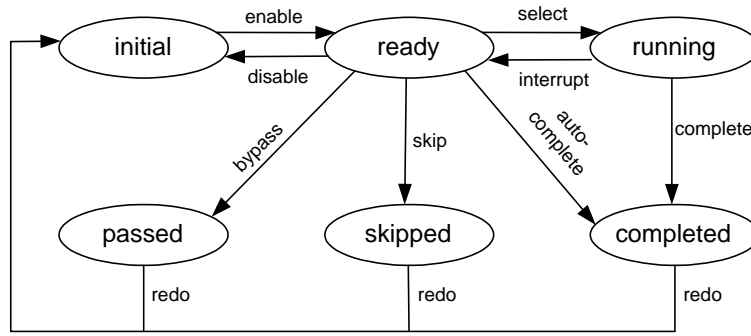 enable
select
initial
ready
running
disable
interrupt
bypass
skip
auto-
complete
complete
passed
skipped
completed
redo
redo
redo